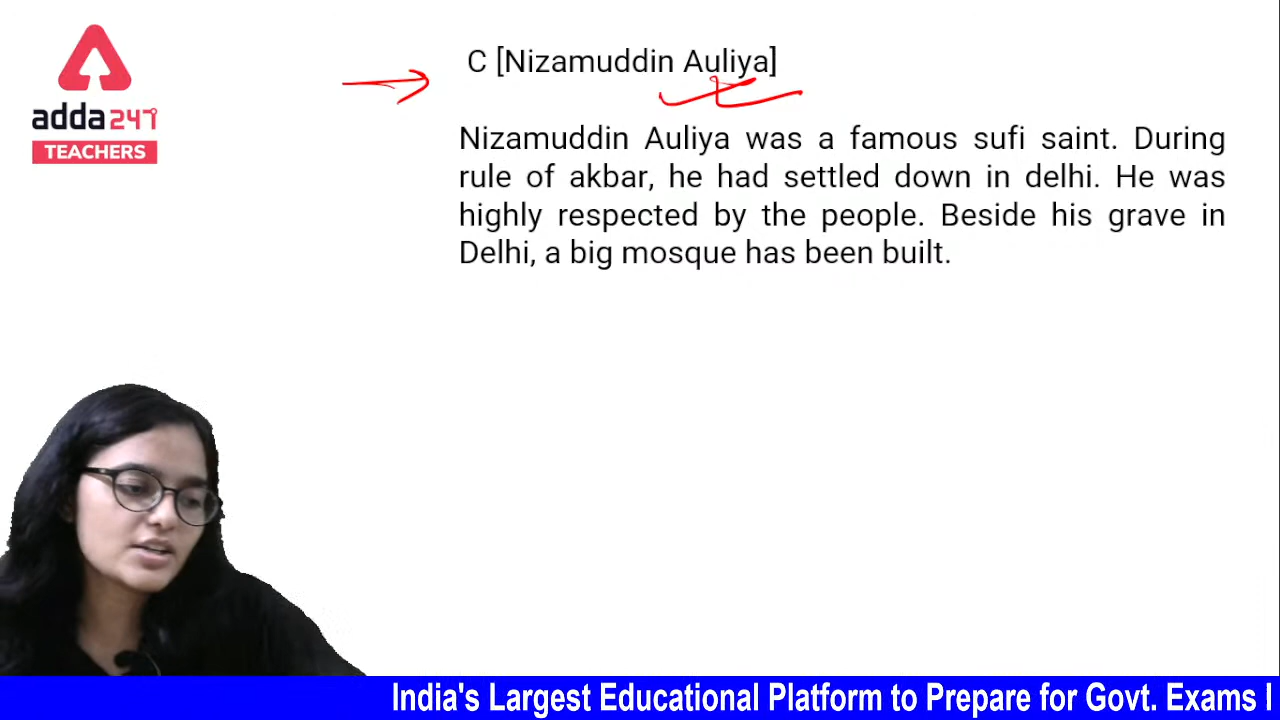 C [Nizamuddin Auliya]
adda247
TEACHERS
Nizamuddin Auliya was a famous sufi saint. During
rule of akbar, he had settled down in delhi. He was
highly respected by the people. Beside his grave in
Delhi, a big mosque has been built.
India's Largest Educational Platform to Prepare for Govt. Exams I